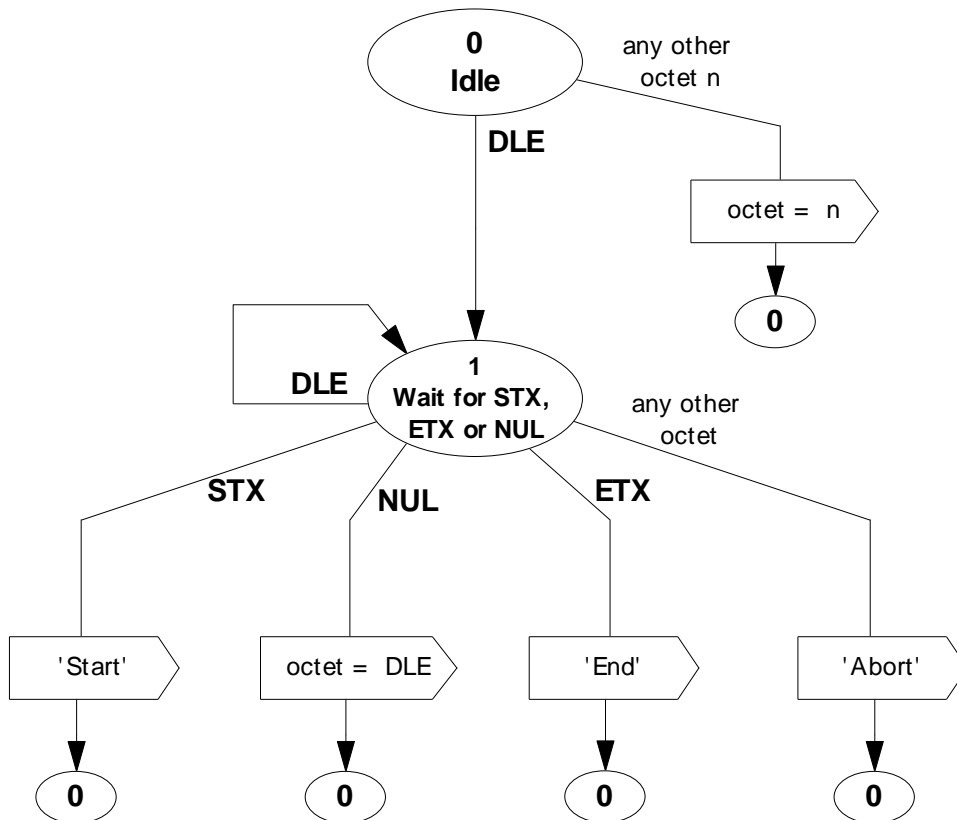 0
Idle
any other
octet n
DLE
octet = n
0
DLE
1
Wait for STX,
ETX or NUL
any other
octet
STX
NUL
ETX
'Start'
octet = DLE
'End'
'Abort'
0
0
0
0